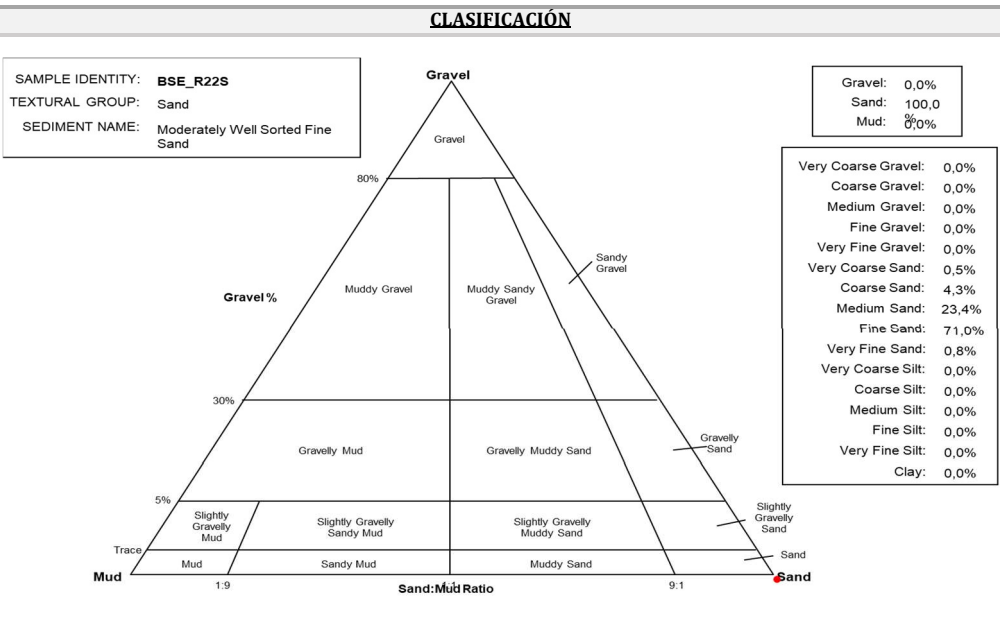 CLASIFICACIÓN
SAMPLE IDENTITY: BSE_R22S
TEXTURAL GROUP: Sand
SEDIMENT NAME: Moderately Well Sorted Fine
Sand
Gravel: 0,0%
Sand: 100,0
%
Mud: 0,0%
Very Coarse Gravel: 0,0%
Coarse Gravel: 0,0%
Medium Gravel: 0,0%
Fine Gravel: 0,0%
Very Fine Gravel: 0,0%
Very Coarse Sand: 0,5%
Coarse Sand: 4,3%
Medium Sand: 23,4%
Fine Sand: 71,0%
Very Fine Sand: 0,8%
Very Coarse Silt: 0,0%
Coarse Silt: 0,0%
Medium Silt: 0,0%
Fine Silt: 0,0%
Very Fine Silt: 0,0%
Clay: 0,0%
Gravel
Gravel
80%
Sandy
Gravel
Muddy Gravel
Muddy Sandy
Gravel
Gravel %
30%
Gravelly Mud
Gravelly Muddy Sand
Gravelly
Sand
5%
Slightly
Gravelly
Mud
Slightly Gravelly
Sandy Mud
Slightly Gravelly
Muddy Sand
Slightly
Gravelly
Sand
Trace
Mud
Sandy Mud
Muddy Sand
Sand
Mud
Sand
1:9
Sand:Mud Ratio
9:1